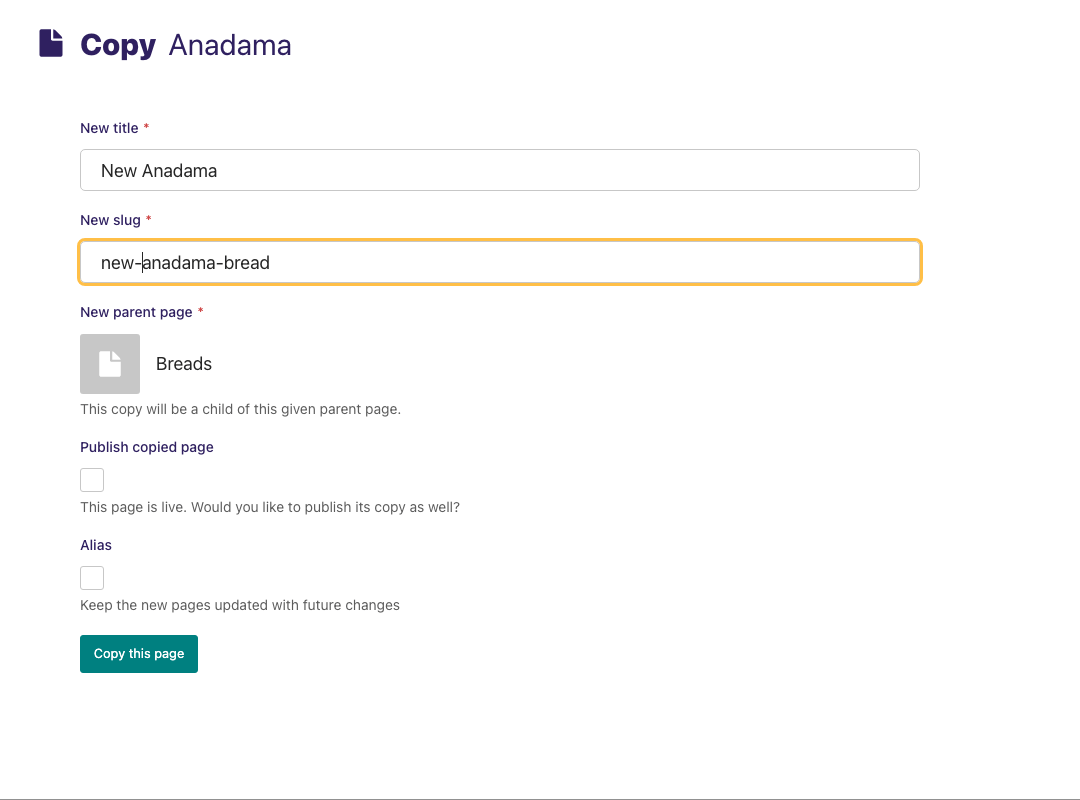 Copy Anadama
New title *
New Anadama
New slug *
new-anadama-bread
New parent page *
Breads
This copy will be a child of this given parent page.
Publish copied page
This page is live. Would you like to publish its copy as well?
Alias
Keep the new pages updated with future changes
Copy this page